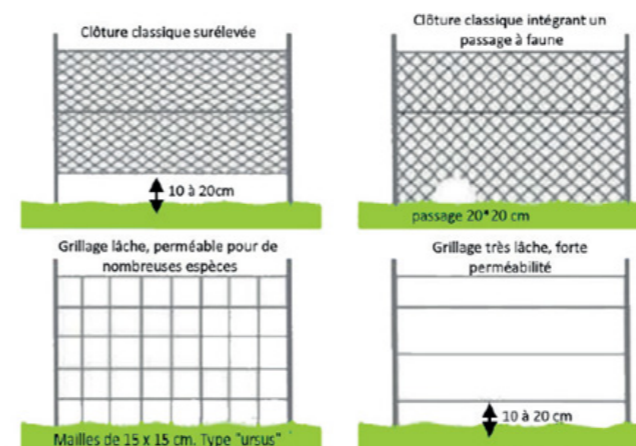 Clôture classique surélevée
10 à 20cm
Clôture classique intégrant un
passage à faune
passage 20*20 cm
Grillage lâche, perméable pour de
nombreuses espèces
Mailles de 15 x 15 cm. Type "ursus"
Grillage très lâche, forte
perméabilité
10 à 20 cm